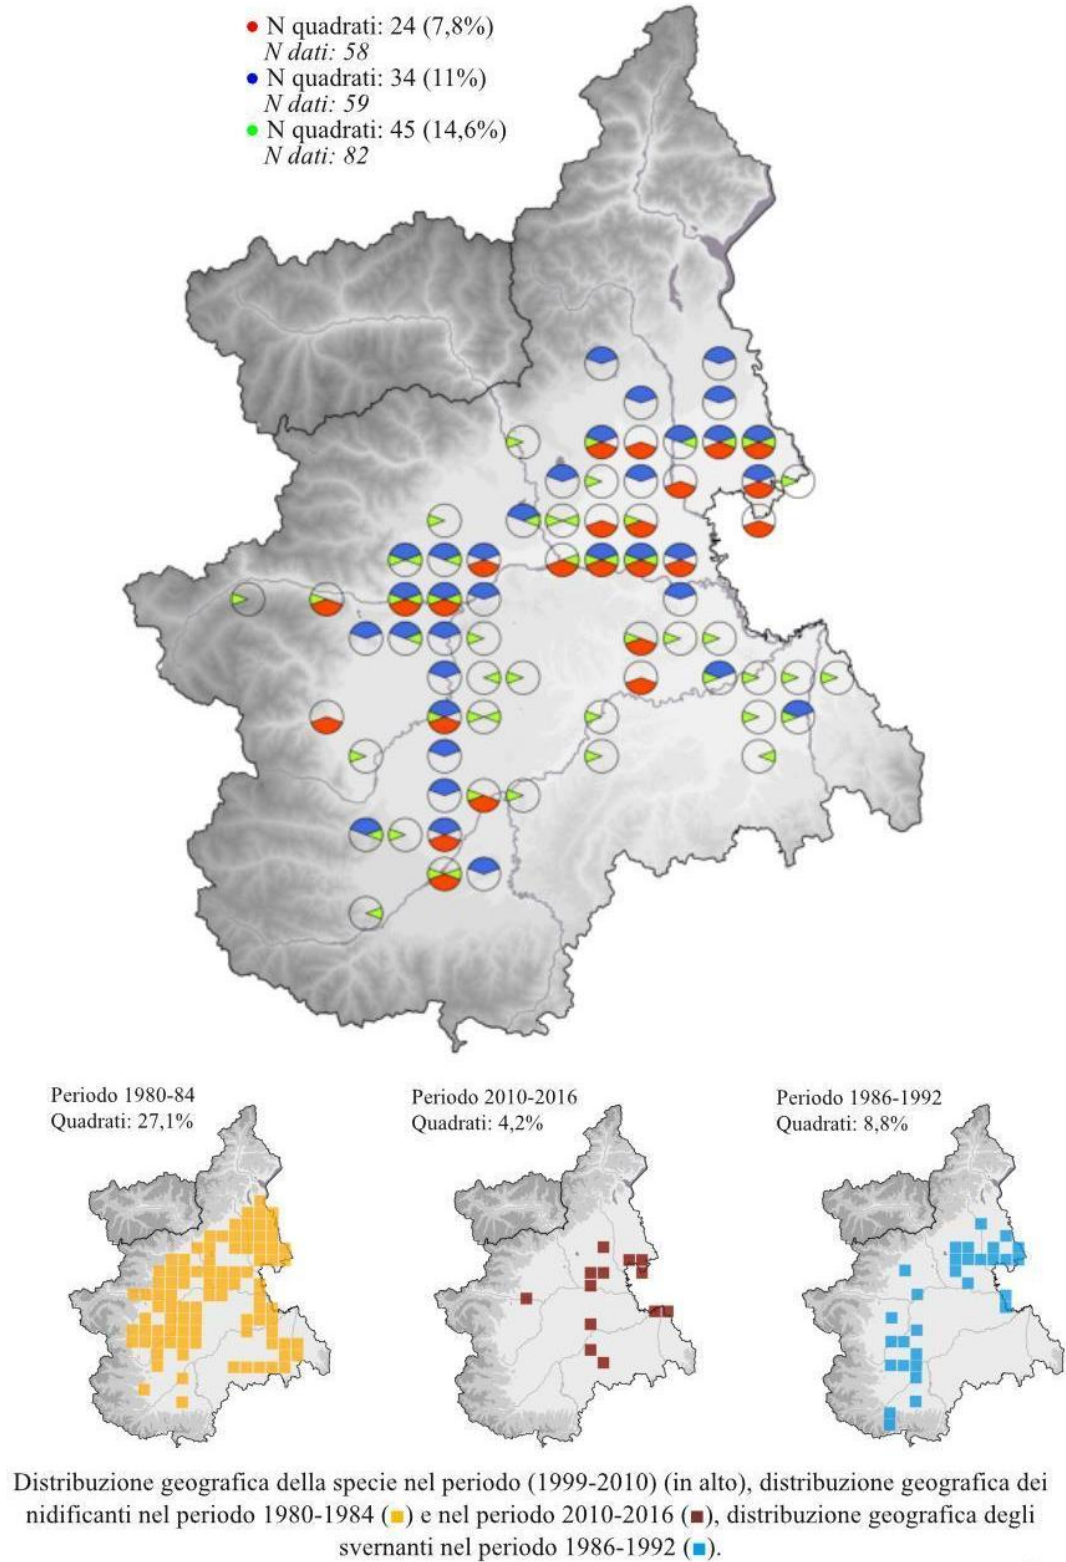 N quadrati: 24 (7,8%)
N dati: 58
N quadrati: 34 (11%)
N dati: 59
N quadrati: 45 (14,6%)
N dati: 82
Periodo 1980-84
Quadrati: 27,1%
Periodo 2010-2016
Quadrati: 4,2%
Periodo 1986-1992
Quadrati: 8,8%
Distribuzione geografica della specie nel periodo (1999-2010) (in alto), distribuzione geografica dei
nidificanti nel periodo 1980-1984 (■) e nel periodo 2010-2016 (■), distribuzione geografica degli
svernanti nel periodo 1986-1992 (■).